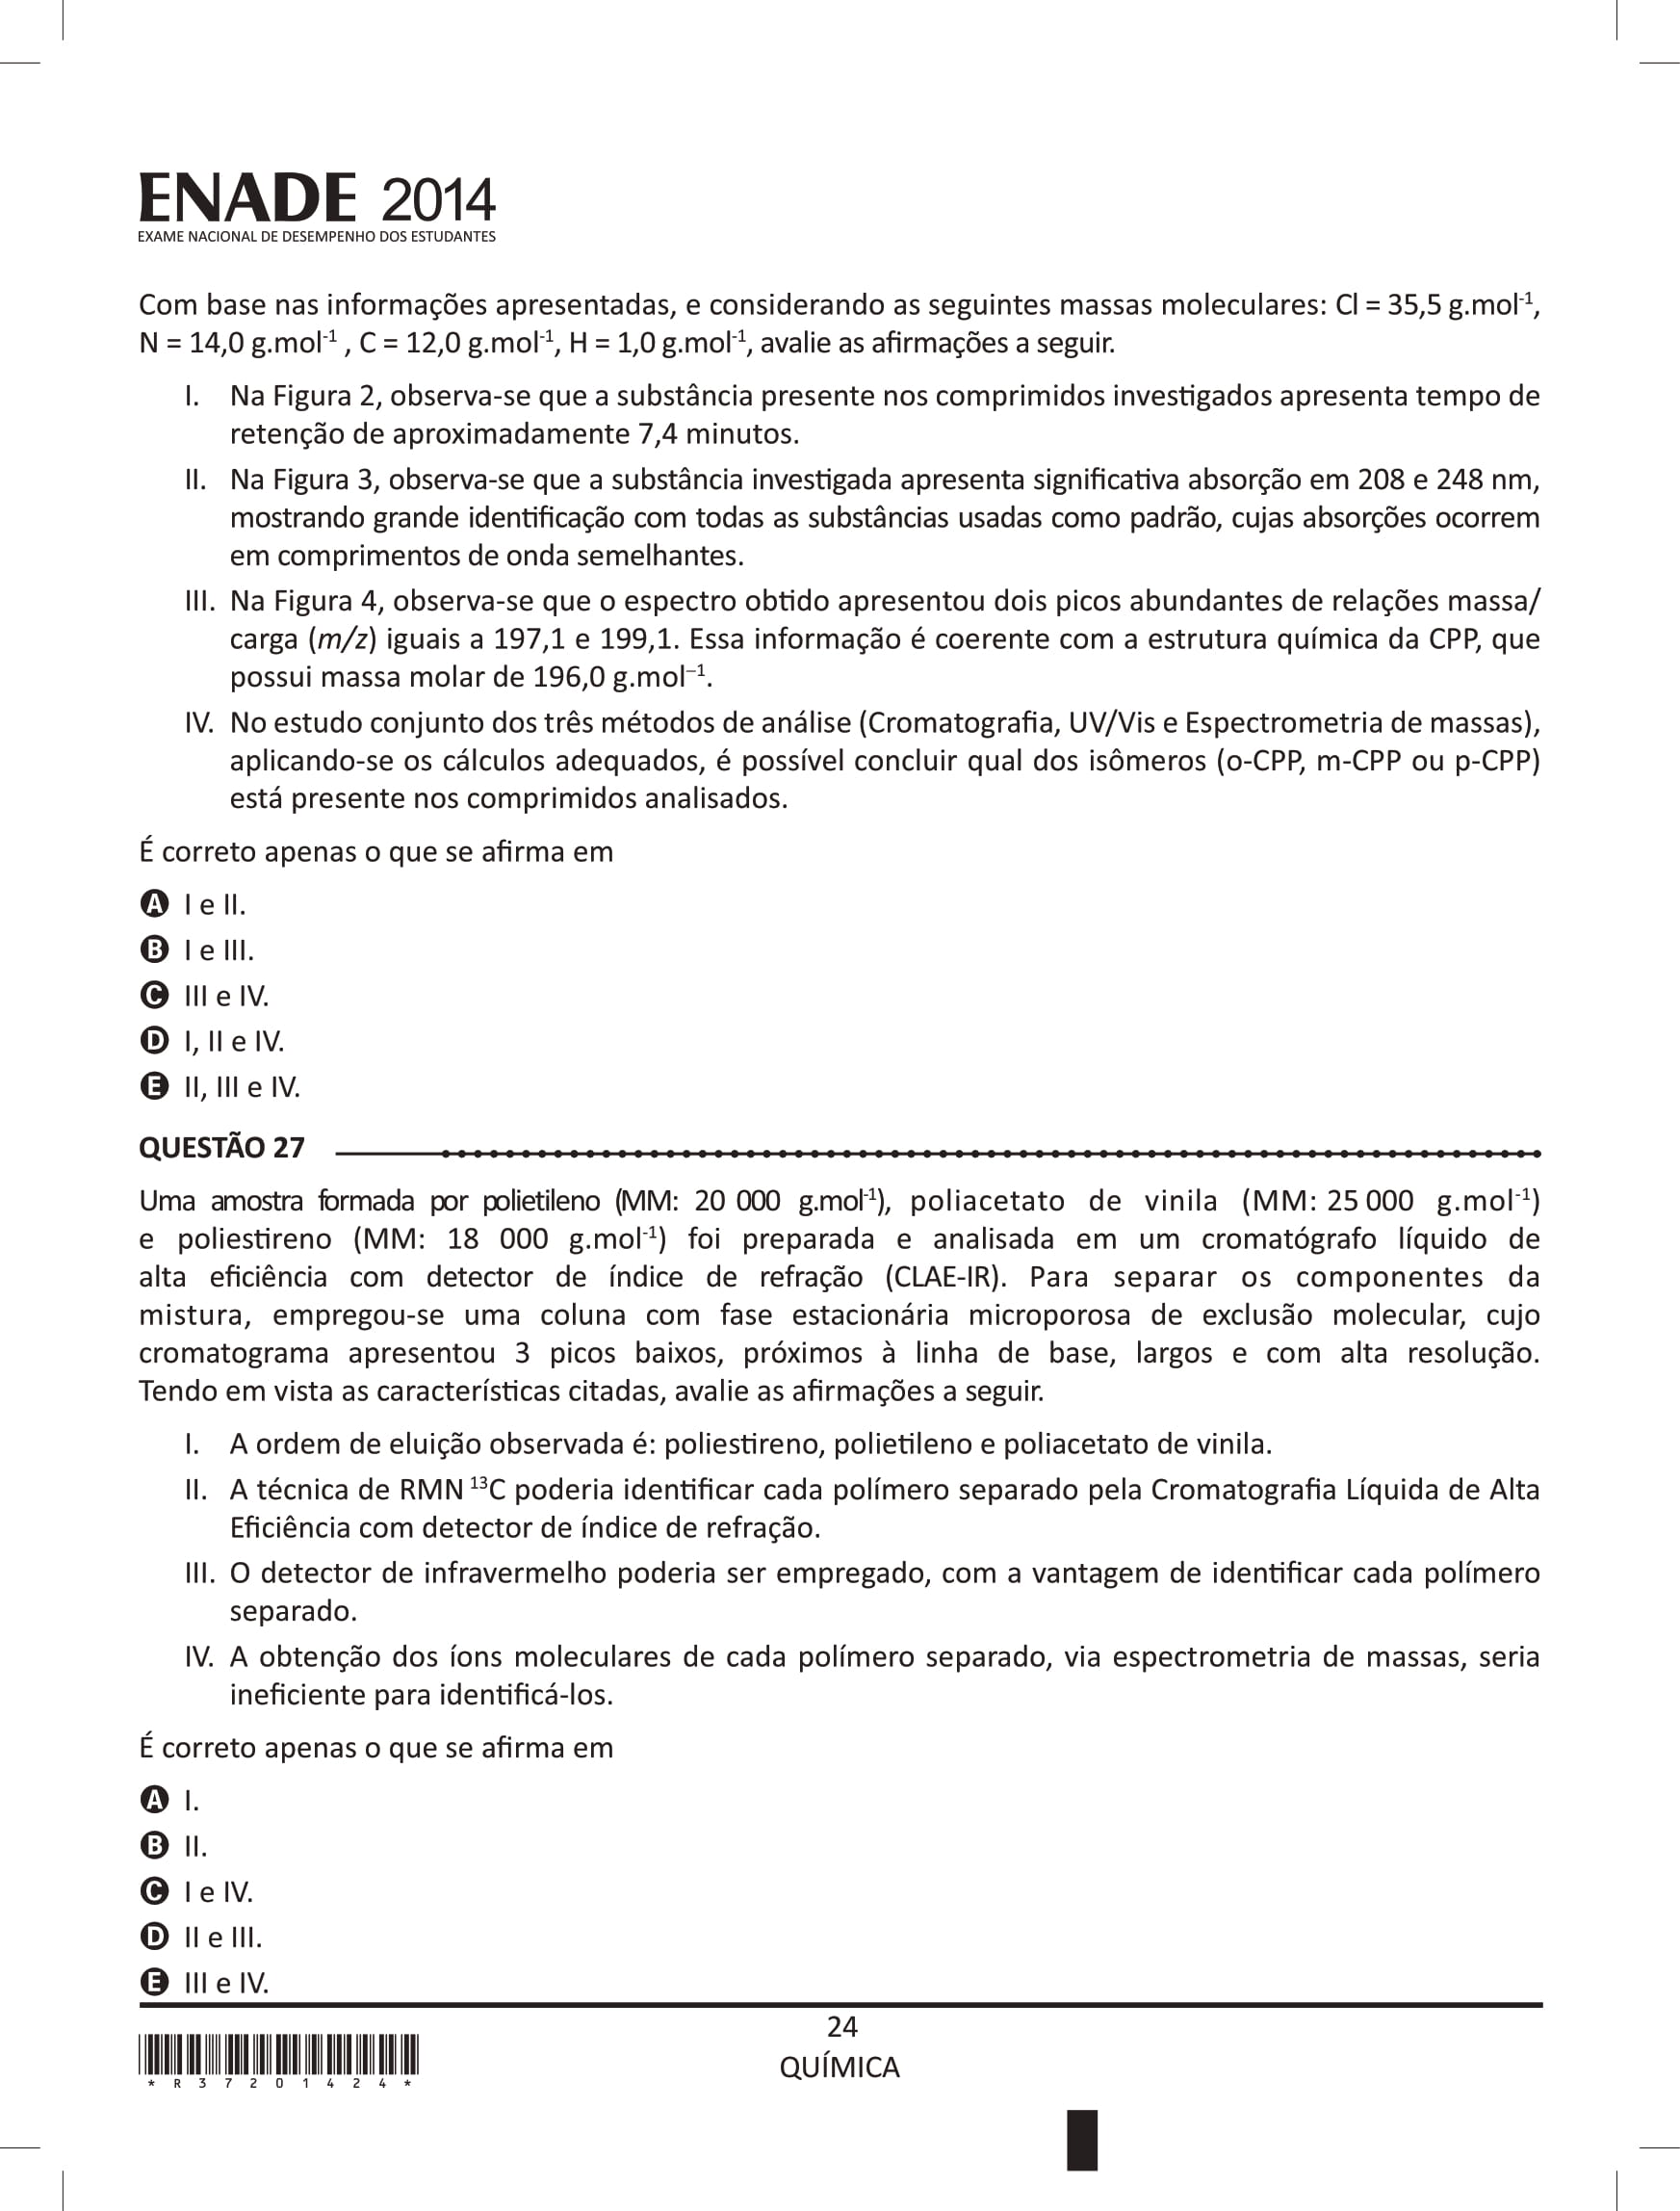 ENADE 2014
EXAME NACIONAL DE DESEMPENHO DOS ESTUDANTES
Com base nas informações apresentadas, e considerando as seguintes massas moleculares: Cl = 35,5 g.mol-1,
N = 14,0 g.mol-1 , C = 12,0 g.mol-1, H = 1,0 g.mol-1, avalie as afirmações a seguir.
I. Na Figura 2, observa-se que a substância presente nos comprimidos investigados apresenta tempo de
retenção de aproximadamente 7,4 minutos.
II. Na Figura 3, observa-se que a substância investigada apresenta significativa absorção em 208 e 248 nm,
mostrando grande identificação com todas as substâncias usadas como padrão, cujas absorções ocorrem
em comprimentos de onda semelhantes.
III. Na Figura 4, observa-se que o espectro obtido apresentou dois picos abundantes de relações massa/
carga (m/z) iguais a 197,1 e 199,1. Essa informação é coerente com a estrutura química da CPP, que
possui massa molar de 196,0 g.mol–1.
IV. No estudo conjunto dos três métodos de análise (Cromatografia, UV/Vis e Espectrometria de massas),
aplicando-se os cálculos adequados, é possível concluir qual dos isômeros (o-CPP, m-CPP ou p-CPP)
está presente nos comprimidos analisados.
É correto apenas o que se afirma em
A I e II.
B I e III.
C III e IV.
D I, II e IV.
E II, III e IV.
QUESTÃO 27
Uma amostra formada por polietileno (MM: 20 000 g.mol-1), poliacetato de vinila (MM: 25 000 g.mol-1)
e poliestireno (MM: 18 000 g.mol-1) foi preparada e analisada em um cromatógrafo líquido de
alta eficiência com detector de índice de refração (CLAE-IR). Para separar os componentes da
mistura, empregou-se uma coluna com fase estacionária microporosa de exclusão molecular, cujo
cromatograma apresentou 3 picos baixos, próximos à linha de base, largos e com alta resolução.
Tendo em vista as características citadas, avalie as afirmações a seguir.
I. A ordem de eluição observada é: poliestireno, polietileno e poliacetato de vinila.
II. A técnica de RMN 13C poderia identificar cada polímero separado pela Cromatografia Líquida de Alta
Eficiência com detector de índice de refração.
III. O detector de infravermelho poderia ser empregado, com a vantagem de identificar cada polímero
separado.
IV. A obtenção dos íons moleculares de cada polímero separado, via espectrometria de massas, seria
ineficiente para identificá-los.
É correto apenas o que se afirma em
A I.
B II.
C I e IV.
D II e III.
E III e IV.
24
QUÍMICA
* R 3 7 2 0 1 4 2 4 *